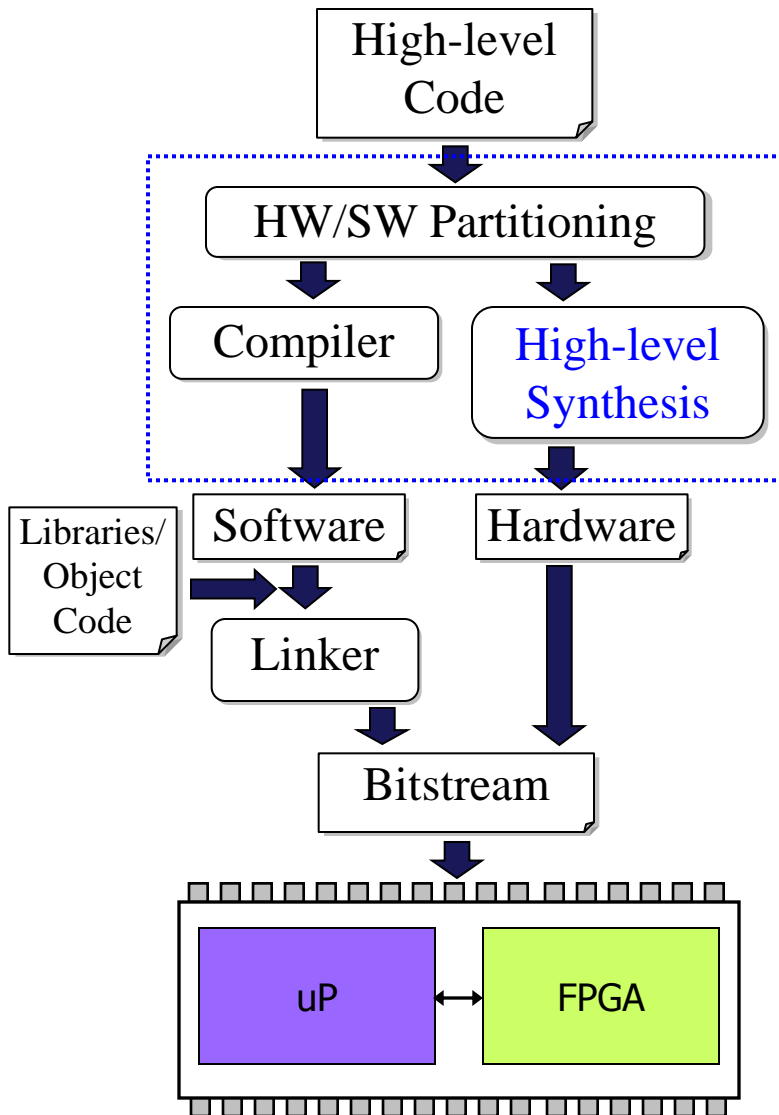 High-level
Code
HW/SW Partitioning
Compiler
High-level
Synthesis
Libraries/
Object
Code
Software
Hardware
Linker
Bitstream
uP
FPGA